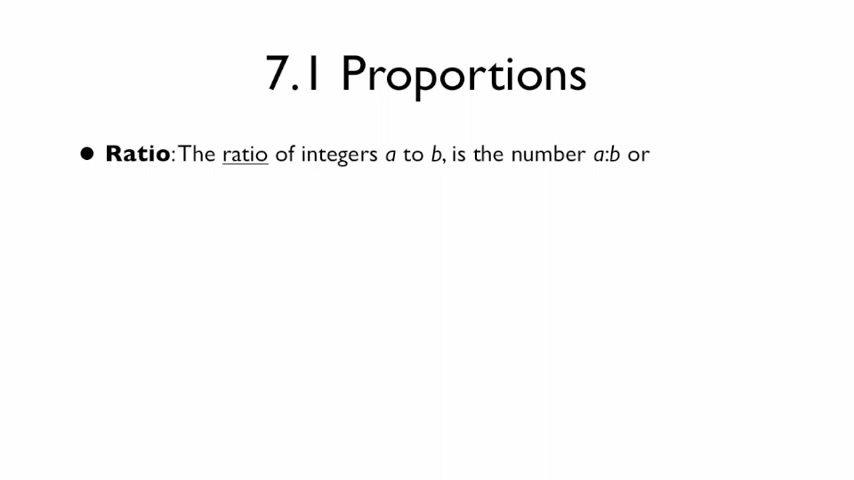 7.1 Proportions
● Ratio: The ratio of integers a to b, is the number a:b or